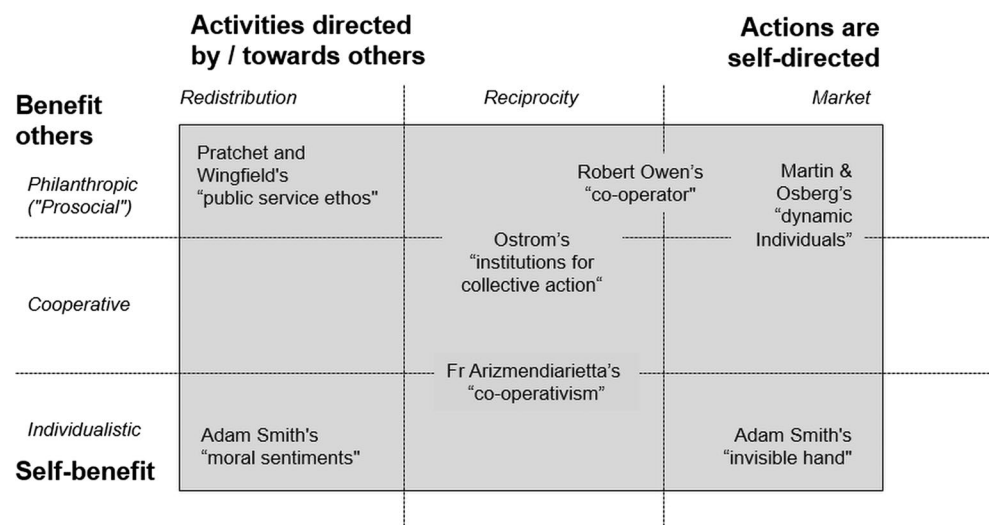 Activities directed
by / towards others
Actions are
self-directed
Redistribution
Reciprocity
Market
Benefit
others
Philanthropic
("Prosocial")
Pratchet and
Wingfield's
“public service ethos"
Robert Owen’s
“co-operator"
Martin &
Osberg’s
“dynamic
Individuals”
Ostrom’s
“institutions for
collective action“
Cooperative
Fr Arizmendiarietta’s
“co-operativism”
Individualistic
Self-benefit
Adam Smith's
“moral sentiments"
Adam Smith's
“invisible hand"